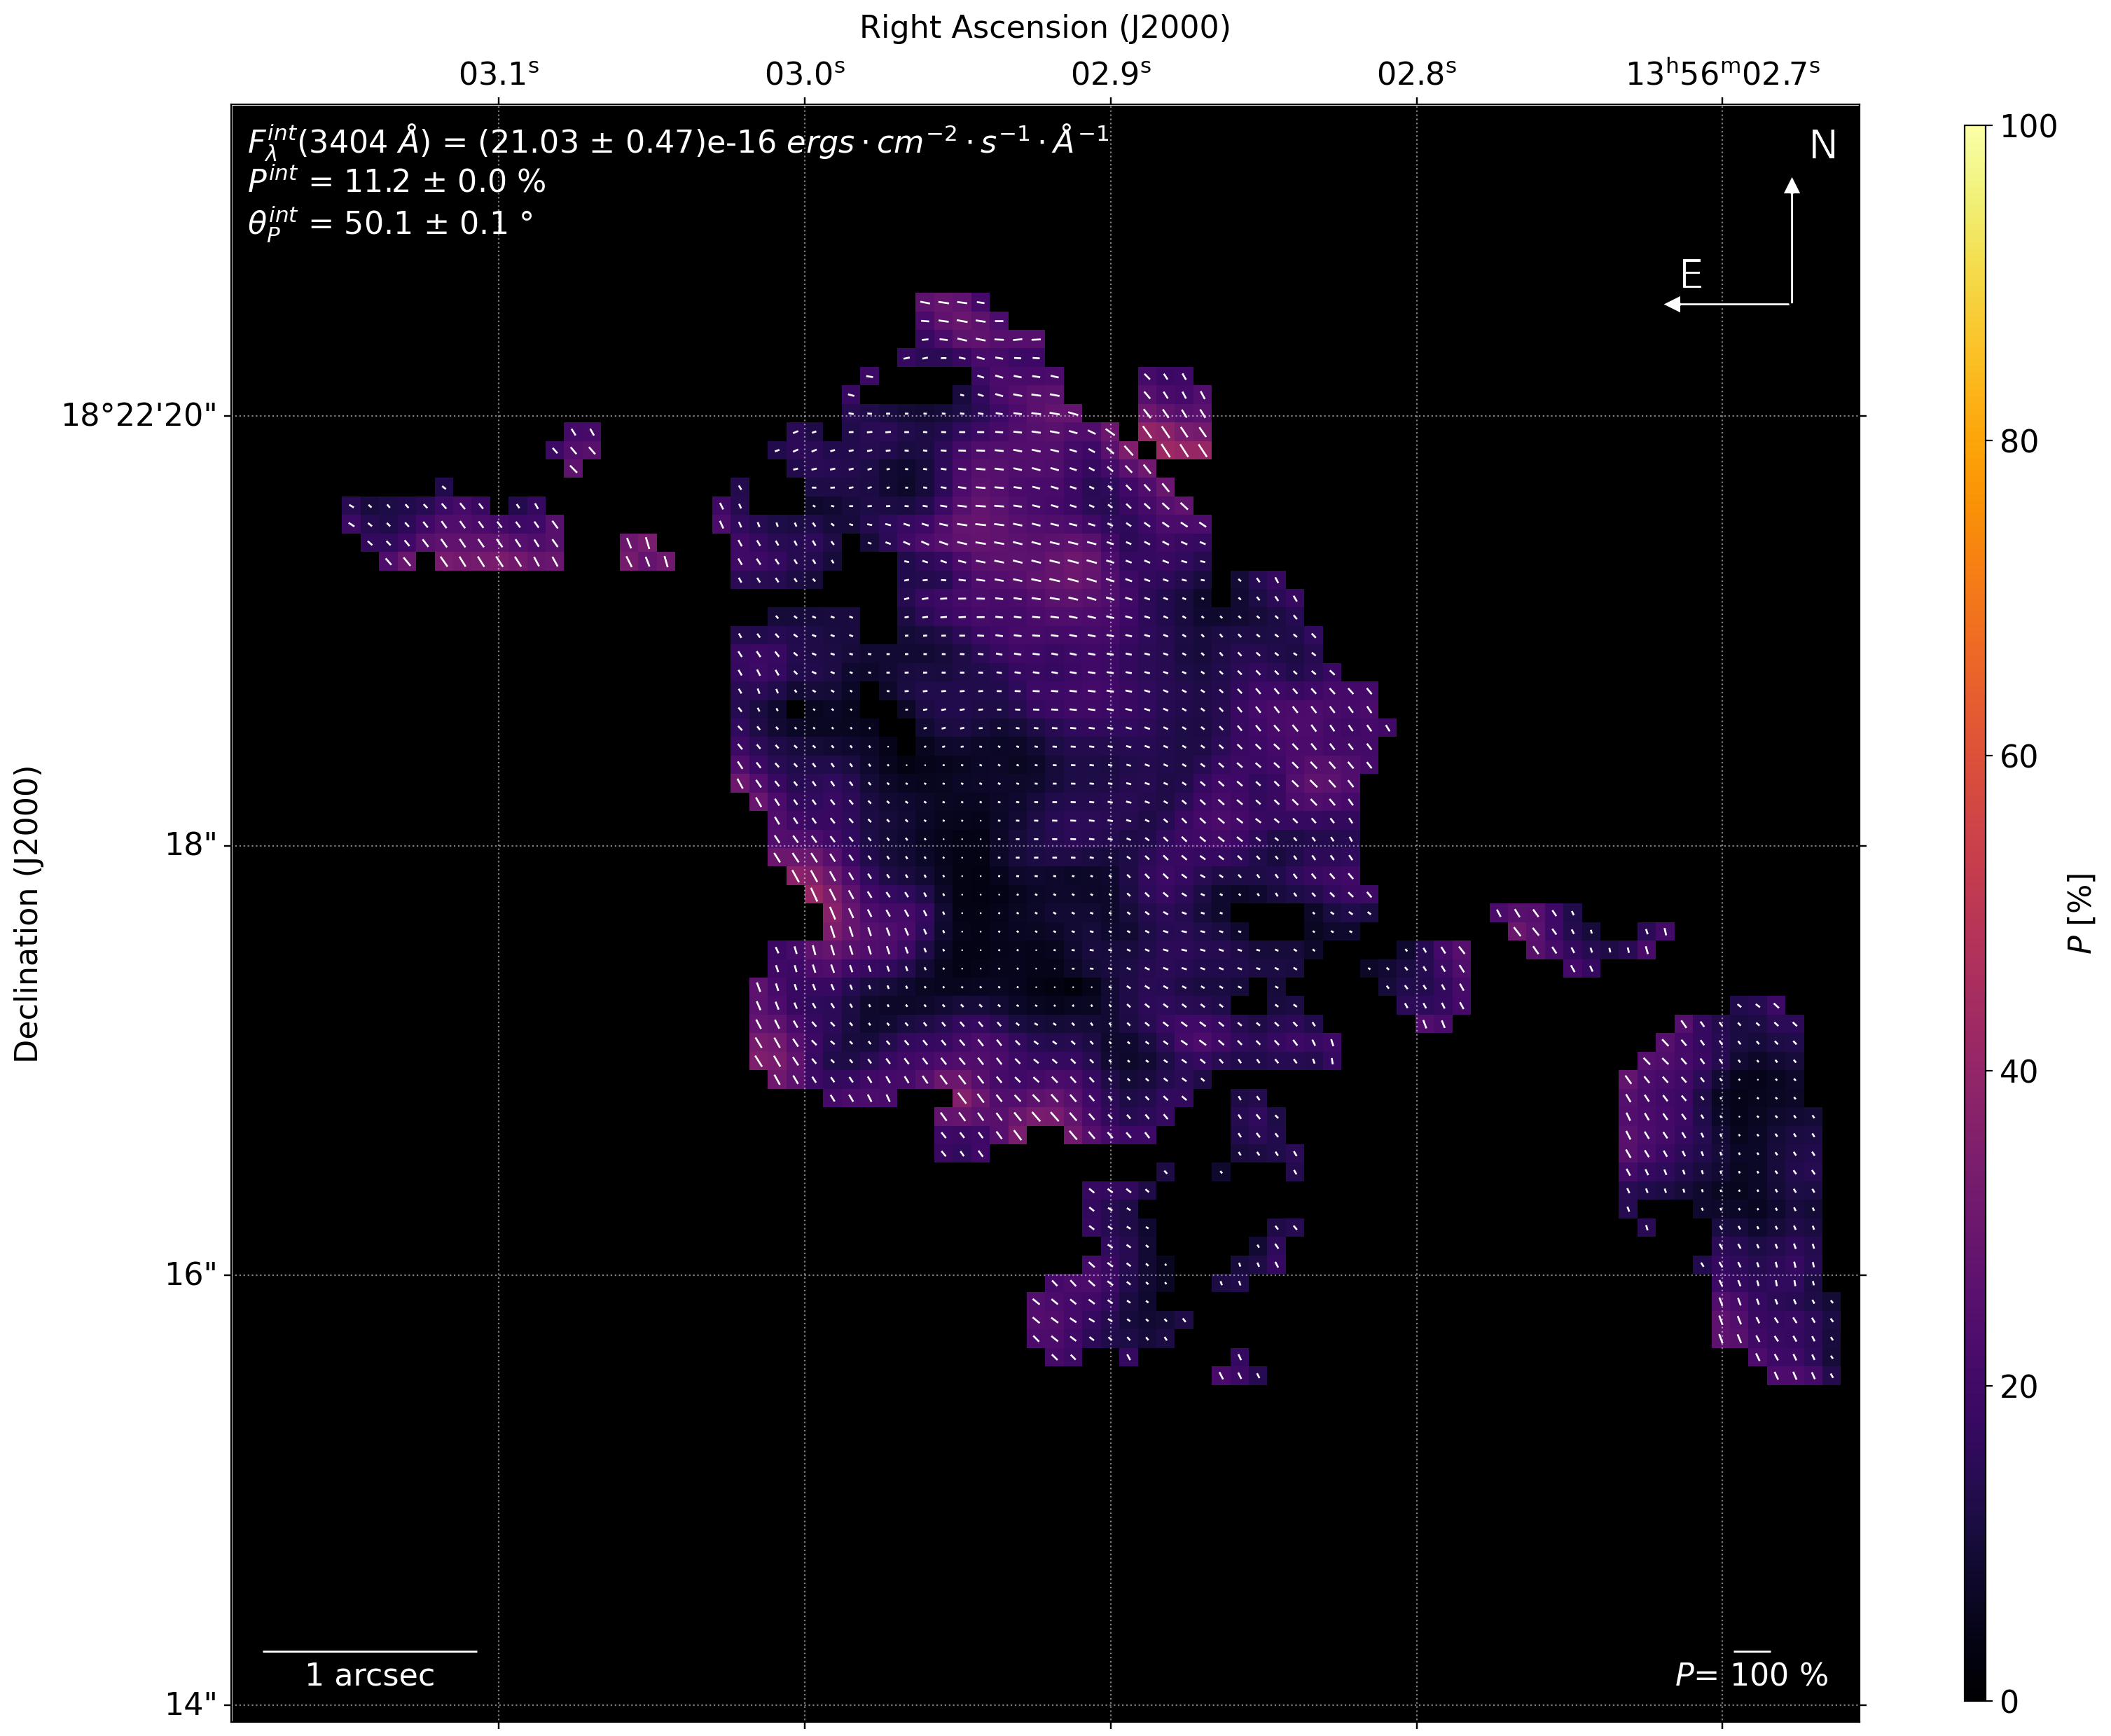 Right Ascension (J2000)
03.1ˢ 03.0ˢ 02.9ˢ 02.8ˢ 13ʰ56ᵐ02.7ˢ
F_λ^int(3404 Å) = (21.03 ± 0.47)e-16 ergs · cm⁻² · s⁻¹ · Å⁻¹
P^int = 11.2 ± 0.0 %
θ_P^int = 50.1 ± 0.1 °
N
E
18°22'20"
18"
16"
14"
Declination (J2000)
1 arcsec
P= 100 %
100
80
60
40
20
0
P [%]